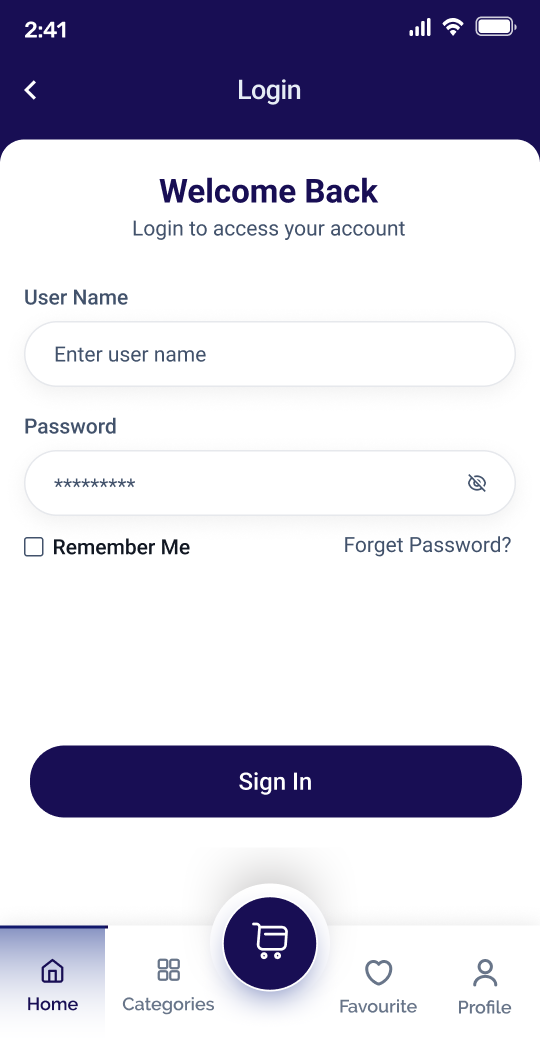 2:41
Login
Welcome Back
Login to access your account
User Name
Enter user name
Password
*********
Remember Me
Forget Password?
Sign In
Home
Categories
Favourite
Profile